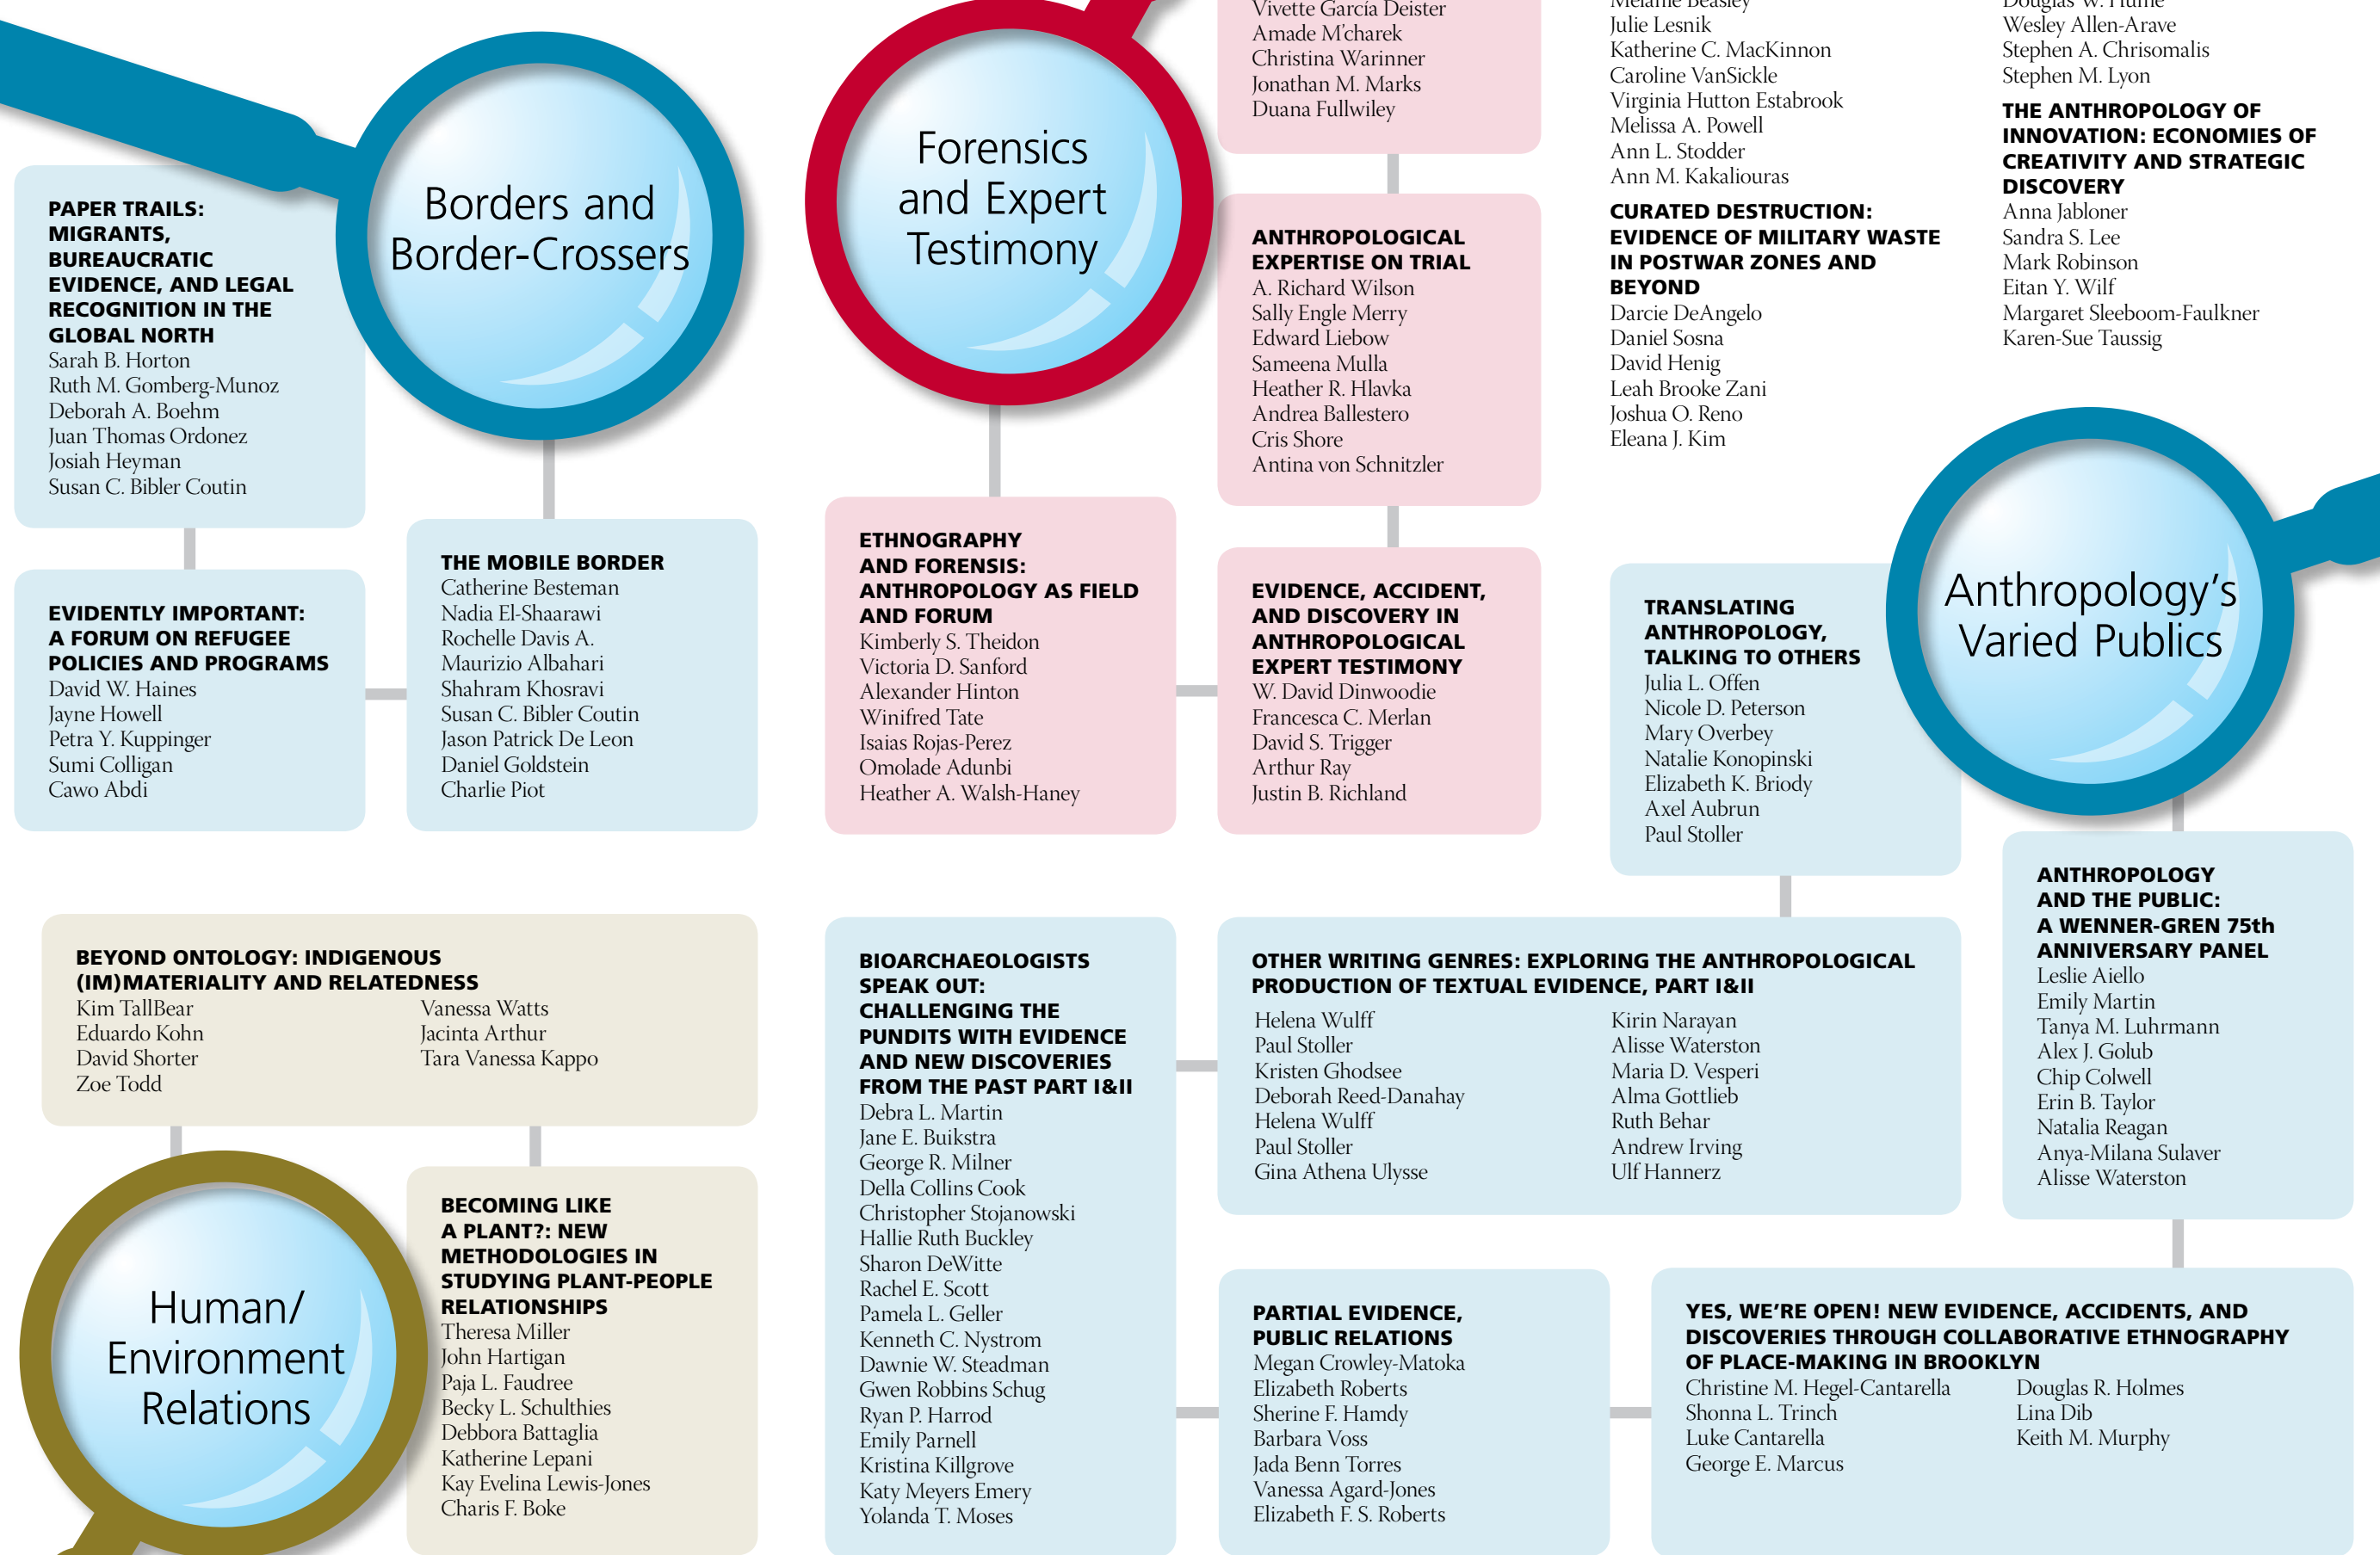 Borders and
Border-Crossers
PAPER TRAILS:
MIGRANTS,
BUREAUCRATIC
EVIDENCE, AND LEGAL
RECOGNITION IN THE
GLOBAL NORTH
Sarah B. Horton
Ruth M. Gomberg-Munoz
Deborah A. Boehm
Juan Thomas Ordonez
Josiah Heyman
Susan C. Bibler Coutin
EVIDENTLY IMPORTANT:
A FORUM ON REFUGEE
POLICIES AND PROGRAMS
David W. Haines
Jayne Howell
Petra Y. Kuppinger
Sumi Colligan
Cawo Abdi
THE MOBILE BORDER
Catherine Besteman
Nadia El-Shaarawi
Rochelle Davis A.
Maurizio Albahari
Shahram Khosravi
Susan C. Bibler Coutin
Jason Patrick De Leon
Daniel Goldstein
Charlie Piot
Forensics
and Expert
Testimony
Vivette García Deister
Amade M'charek
Christina Warinner
Jonathan M. Marks
Duana Fullwiley
ANTHROPOLOGICAL
EXPERTISE ON TRIAL
A. Richard Wilson
Sally Engle Merry
Edward Liebow
Sameena Mulla
Heather R. Hlavka
Andrea Ballestero
Cris Shore
Antina von Schnitzler
ETHNOGRAPHY
AND FORENSIS:
ANTHROPOLOGY AS FIELD
AND FORUM
Kimberly S. Theidon
Victoria D. Sanford
Alexander Hinton
Winifred Tate
Isaias Rojas-Perez
Omolade Adunbi
Heather A. Walsh-Haney
EVIDENCE, ACCIDENT,
AND DISCOVERY IN
ANTHROPOLOGICAL
EXPERT TESTIMONY
W. David Dinwoodie
Francesca C. Merlan
David S. Trigger
Arthur Ray
Justin B. Richland
Melanie Beasley
Julie Lesnik
Katherine C. MacKinnon
Caroline VanSickle
Virginia Hutton Estabrook
Melissa A. Powell
Ann L. Stodder
Ann M. Kakaliouras
CURATED DESTRUCTION:
EVIDENCE OF MILITARY WASTE
IN POSTWAR ZONES AND
BEYOND
Darcie DeAngelo
Daniel Sosna
David Henig
Leah Brooke Zani
Joshua O. Reno
Eleana J. Kim
Douglas W. Hume
Wesley Allen-Arave
Stephen A. Chrisomalis
Stephen M. Lyon
THE ANTHROPOLOGY OF
INNOVATION: ECONOMIES OF
CREATIVITY AND STRATEGIC
DISCOVERY
Anna Jabloner
Sandra S. Lee
Mark Robinson
Eitan Y. Wilf
Margaret Sleeboom-Faulkner
Karen-Sue Taussig
Anthropology's
Varied Publics
TRANSLATING
ANTHROPOLOGY,
TALKING TO OTHERS
Julia L. Offen
Nicole D. Peterson
Mary Overbey
Natalie Konopinski
Elizabeth K. Briody
Axel Aubrun
Paul Stoller
ANTHROPOLOGY
AND THE PUBLIC:
A WENNER-GREN 75th
ANNIVERSARY PANEL
Leslie Aiello
Emily Martin
Tanya M. Luhrmann
Alex J. Golub
Chip Colwell
Erin B. Taylor
Natalia Reagan
Anya-Milana Sulaver
Alisse Waterston
BEYOND ONTOLOGY: INDIGENOUS
(IM)MATERIALITY AND RELATEDNESS
Kim TallBear
Eduardo Kohn
David Shorter
Zoe Todd
Vanessa Watts
Jacinta Arthur
Tara Vanessa Kappo
Human/
Environment
Relations
BECOMING LIKE
A PLANT?: NEW
METHODOLOGIES IN
STUDYING PLANT-PEOPLE
RELATIONSHIPS
Theresa Miller
John Hartigan
Paja L. Faudree
Becky L. Schulthies
Debbora Battaglia
Katherine Lepani
Kay Evelina Lewis-Jones
Charis F. Boke
BIOARCHAEOLOGISTS
SPEAK OUT:
CHALLENGING THE
PUNDITS WITH EVIDENCE
AND NEW DISCOVERIES
FROM THE PAST PART I&II
Debra L. Martin
Jane E. Buikstra
George R. Milner
Della Collins Cook
Christopher Stojanowski
Hallie Ruth Buckley
Sharon DeWitte
Rachel E. Scott
Pamela L. Geller
Kenneth C. Nystrom
Dawnie W. Steadman
Gwen Robbins Schug
Ryan P. Harrod
Emily Parnell
Kristina Killgrove
Katy Meyers Emery
Yolanda T. Moses
OTHER WRITING GENRES: EXPLORING THE ANTHROPOLOGICAL
PRODUCTION OF TEXTUAL EVIDENCE, PART I&II
Helena Wulff
Paul Stoller
Kristen Ghodsee
Deborah Reed-Danahay
Helena Wulff
Paul Stoller
Gina Athena Ulysse
Kirin Narayan
Alisse Waterston
Maria D. Vesperi
Alma Gottlieb
Ruth Behar
Andrew Irving
Ulf Hannerz
PARTIAL EVIDENCE,
PUBLIC RELATIONS
Megan Crowley-Matoka
Elizabeth Roberts
Sherine F. Hamdy
Barbara Voss
Jada Benn Torres
Vanessa Agard-Jones
Elizabeth F. S. Roberts
YES, WE'RE OPEN! NEW EVIDENCE, ACCIDENTS, AND
DISCOVERIES THROUGH COLLABORATIVE ETHNOGRAPHY
OF PLACE-MAKING IN BROOKLYN
Christine M. Hegel-Cantarella
Shonna L. Trinch
Luke Cantarella
George E. Marcus
Douglas R. Holmes
Lina Dib
Keith M. Murphy